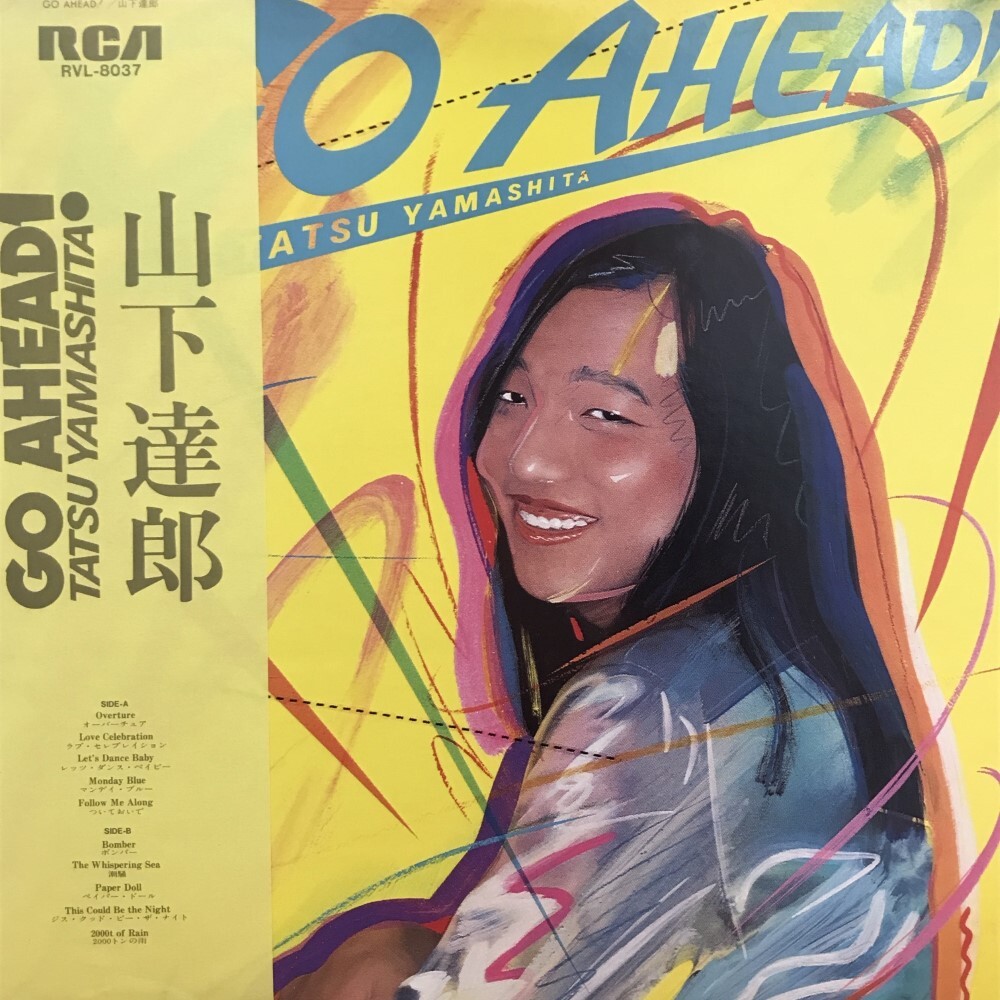 GO AHEAD! / 山下達郎
RCA
RVL-8037
GO AHEAD!
TATSU YAMASHITA
山下達郎
SIDE-A
Overture
オーバーチュア
Love Celebration
ラブ・セレブレイション
Let's Dance Baby
レッツ・ダンス・ベイビー
Monday Blue
マンデイ・ブルー
Follow Me Along
ついておいで
SIDE-B
Bomber
ボンバー
The Whispering Sea
潮騒
Paper Doll
ペイパー・ドール
This Could Be the Night
ジス・クッド・ビー・ザ・ナイト
2000t of Rain
2000トンの雨
GO AHEAD!
TATSU YAMASHITA